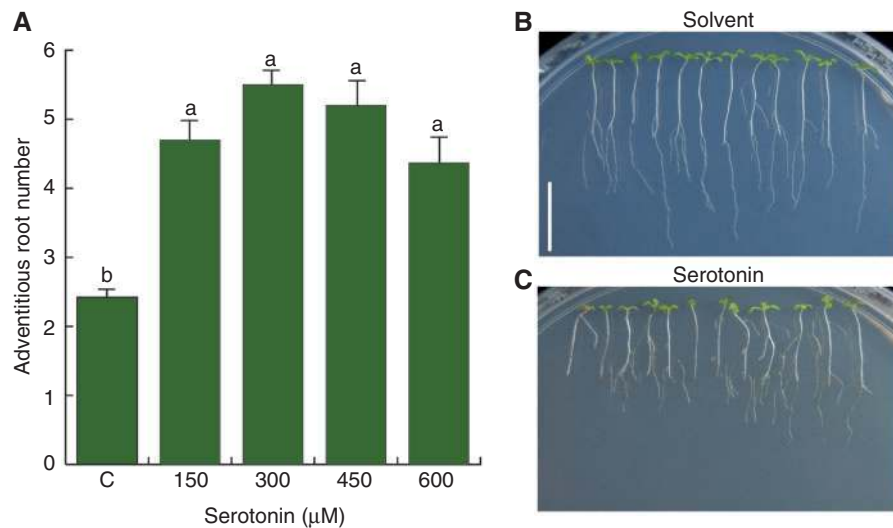 A
Adventitious root number
6
5
4
3
2
1
0
b
a
a
a
a
C 150 300 450 600
Serotonin (μM)
B
Solvent
C
Serotonin